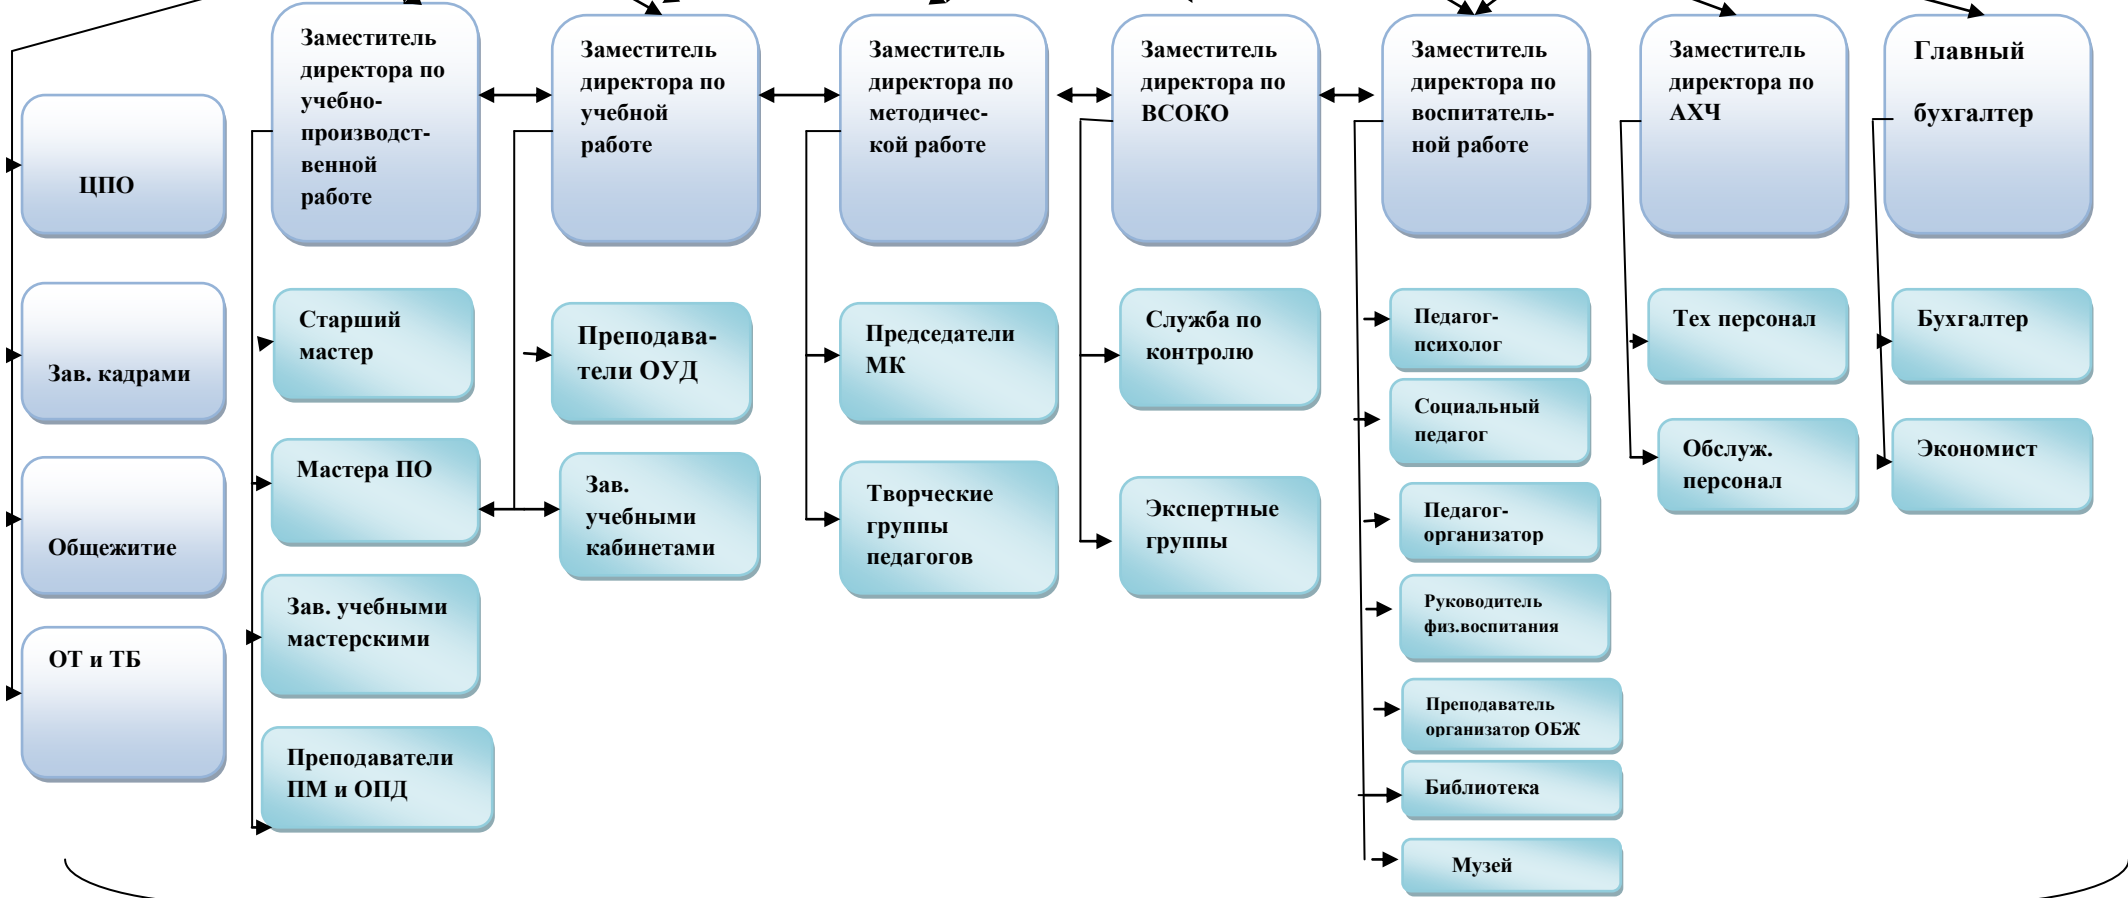 ЦПО
Зав. кадрами
Общежитие
ОТ и ТБ
Заместитель
директора по
учебно-
производст-
венной
работе
Старший
мастер
Мастера ПО
Зав. учебными
мастерскими
Преподаватели
ПМ и ОПД
Заместитель
директора по
учебной
работе
Преподава-
тели ОУД
Зав.
учебными
кабинетами
Заместитель
директора по
методичес-
кой работе
Председатели
МК
Творческие
группы
педагогов
Заместитель
директора по
ВСОКО
Служба по
контролю
Экспертные
группы
Заместитель
директора по
воспитатель-
ной работе
Педагог-
психолог
Социальный
педагог
Педагог-
организатор
Руководитель
физ.воспитания
Преподаватель
организатор ОБЖ
Библиотека
Музей
Заместитель
директора по
АХЧ
Тех персонал
Обслуж.
персонал
Главный
бухгалтер
Бухгалтер
Экономист